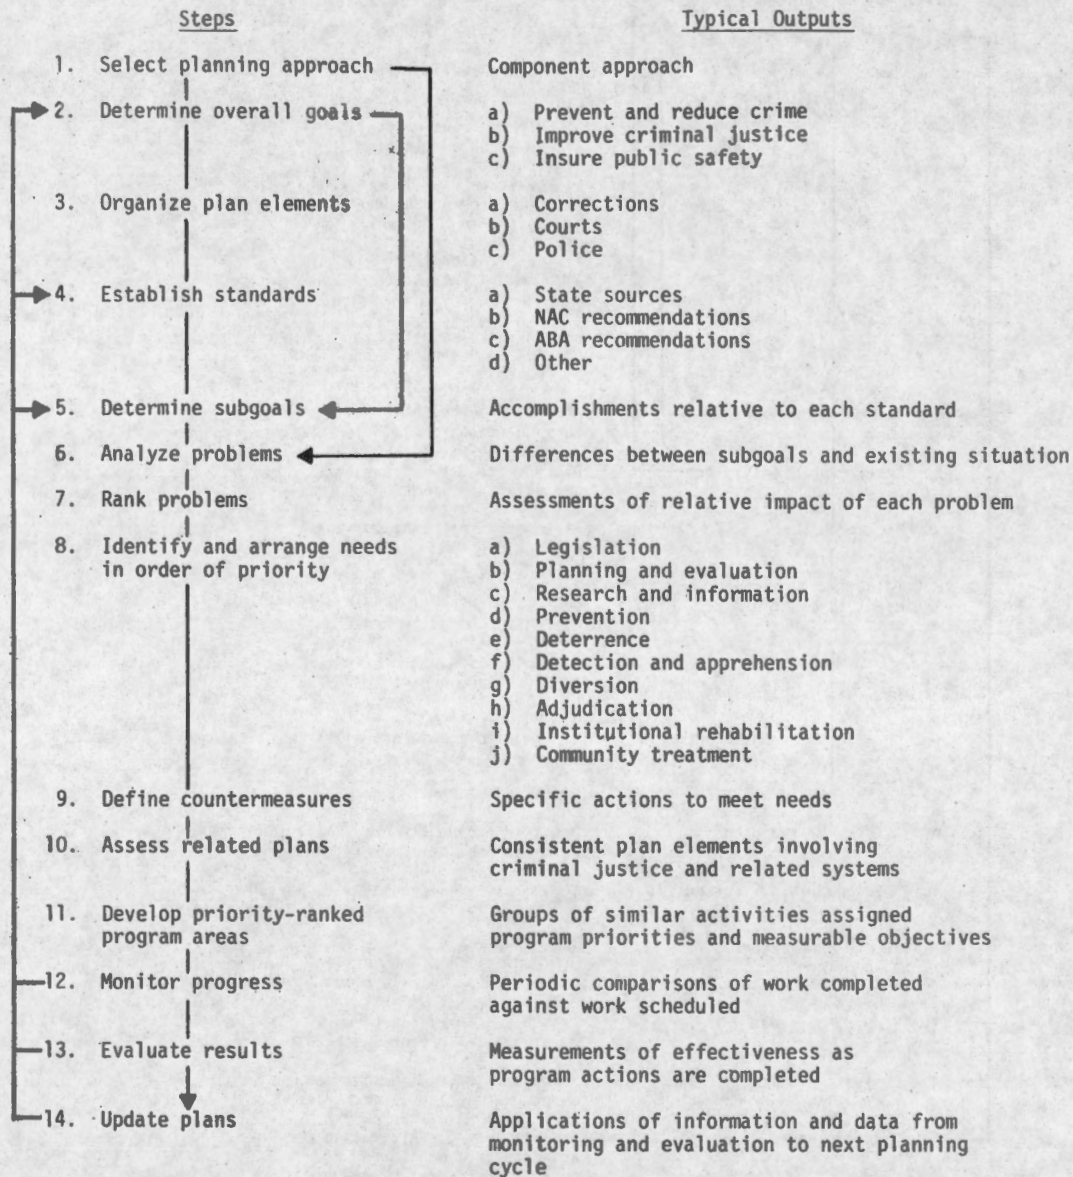 Steps Typical Outputs
1. Select planning approach Component approach
2. Determine overall goals a) Prevent and reduce crime
b) Improve criminal justice
c) Insure public safety
3. Organize plan elements a) Corrections
b) Courts
c) Police
4. Establish standards a) State sources
b) NAC recommendations
c) ABA recommendations
d) Other
5. Determine subgoals Accomplishments relative to each standard
6. Analyze problems Differences between subgoals and existing situation
7. Rank problems Assessments of relative impact of each problem
8. Identify and arrange needs a) Legislation
in order of priority b) Planning and evaluation
c) Research and information
d) Prevention
e) Deterrence
f) Detection and apprehension
g) Diversion
h) Adjudication
i) Institutional rehabilitation
j) Community treatment
9. Define countermeasures Specific actions to meet needs
10. Assess related plans Consistent plan elements involving
criminal justice and related systems
11. Develop priority-ranked Groups of similar activities assigned
program areas program priorities and measurable objectives
12. Monitor progress Periodic comparisons of work completed
against work scheduled
13. Evaluate results Measurements of effectiveness as
program actions are completed
14. Update plans Applications of information and data from
monitoring and evaluation to next planning
cycle